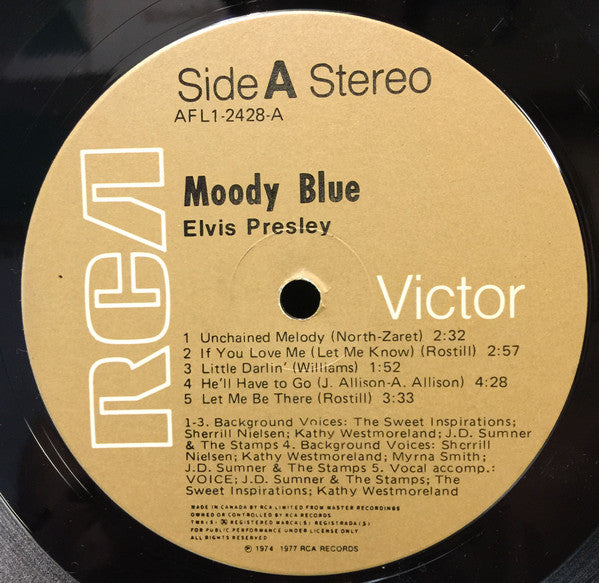 Side A Stereo
AFL1-2428-A
Moody Blue
Elvis Presley
RCA
Victor
1 Unchained Melody (North-Zaret) 2:32
2 If You Love Me (Let Me Know) (Rostill) 2:57
3 Little Darlin' (Williams) 1:52
4 He'll Have to Go (J. Allison-A. Allison) 4:28
5 Let Me Be There (Rostill) 3:33
1-3. Background Voices: The Sweet Inspirations;
Sherrill Nielsen; Kathy Westmoreland; J.D. Sumner
& The Stamps 4. Background Voices: Shcrrill
Nielsen; Kathy Westmoreland; Myrna Smith;
J.D. Sumner & The Stamps 5. Vocal accomp.:
VOICE; J.D. Sumner & The Stamps; The
Sweet Inspirations; Kathy Westmoreland
MADE IN CANADA BY RCA LIMITED FROM MASTER RECORDINGS
OWNED OR CONTROLLED BY RCA RECORDS
TMK(S) ® REGISTERED MARCA(S) REGISTRADA(S)
FOR PUBLIC PERFORMANCE UNDER CANADIAN LICENSE ONLY
ALL RIGHTS RESERVED
℗ 1974 1977 RCA RECORDS